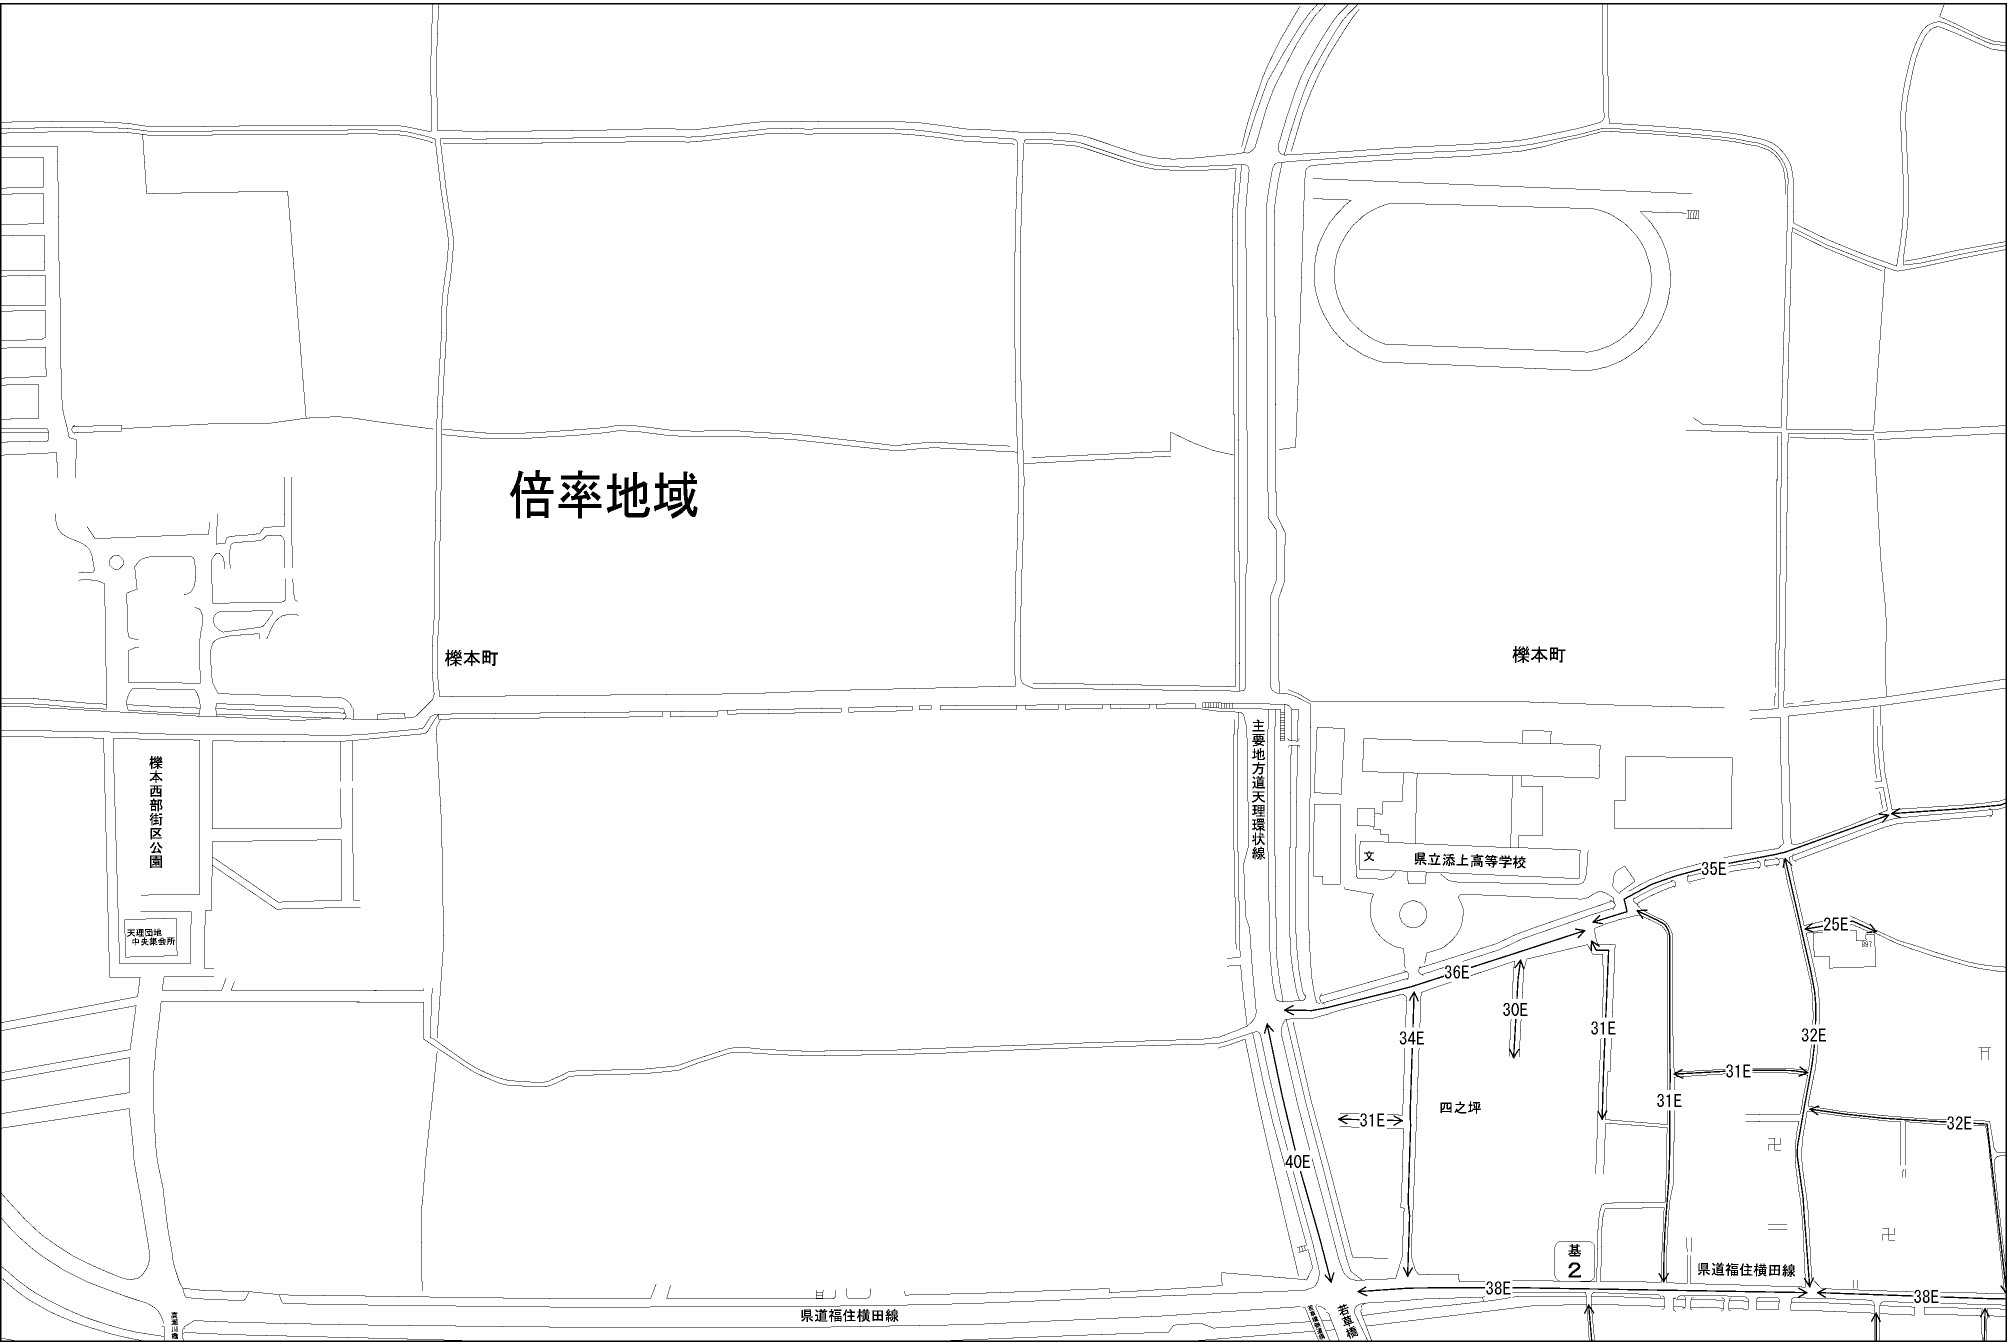 倍率地域
櫟本町
櫟本町
主要地方道天理環状線
櫟本西部街区公園
文
県立添上高等学校
35E
天理団地
中央集会所
25E
36E
30E
31E
34E
32E
31E
31E
四之坪
31E
32E
40E
基
2
県道福住横田線
38E
38E
県道福住横田線
高瀬川橋
若草橋